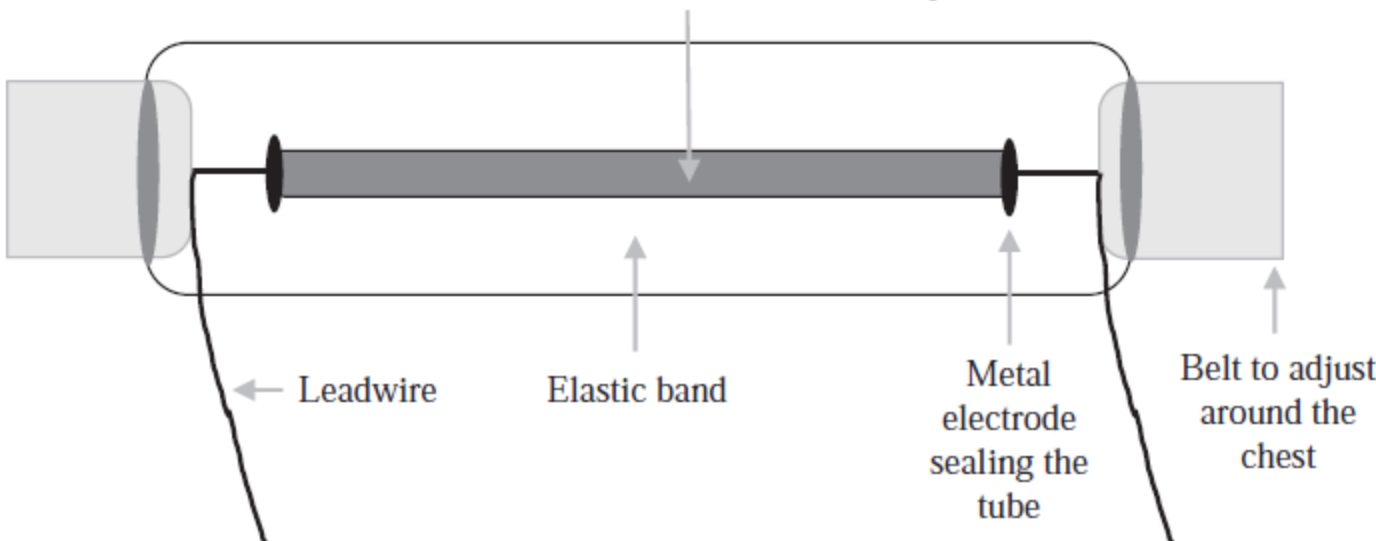 Leadwire
Elastic band
Metal
electrode
sealing the
tube
Belt to adjust
around the
chest